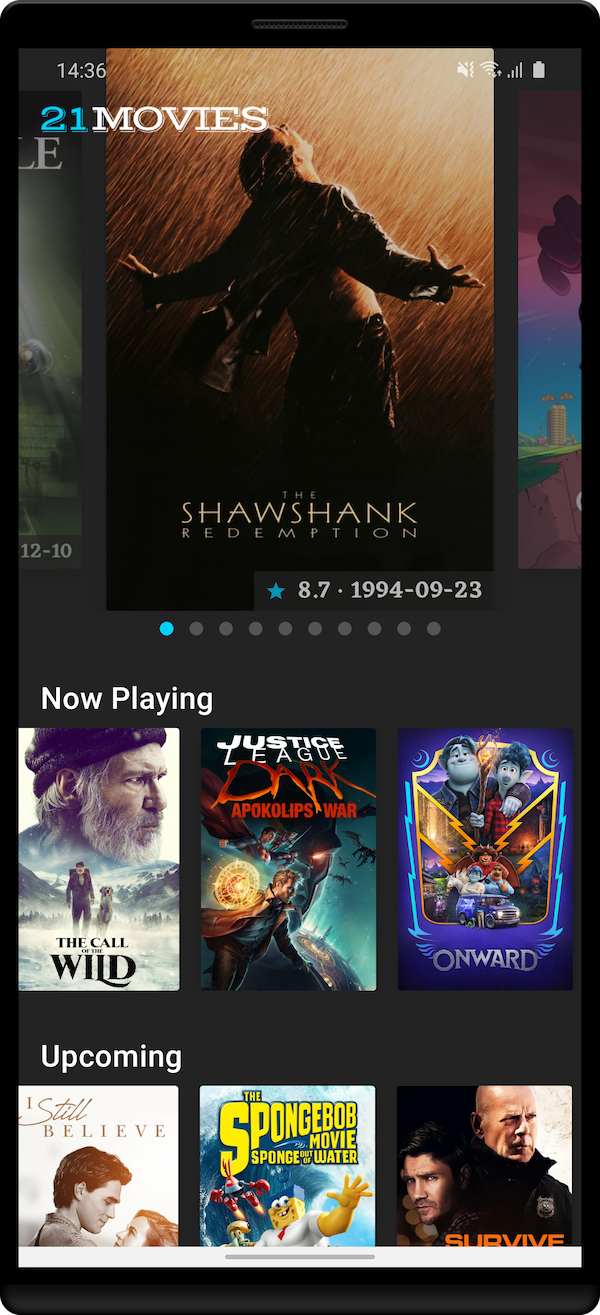 14:36
21MOVIES
LE
THE
SHAWSHANK
REDEMPTION
12-10
8.7 · 1994-09-23
Now Playing
THE CALL
OF THE
WILD
JUSTICE
LEAGUE
DARK
APOKOLIPS WAR
ONWARD
Upcoming
I Still
BELIEVE
THE
SPONGEBOB
MOVIE
SPONGE OUT OF WATER
SURVIVE